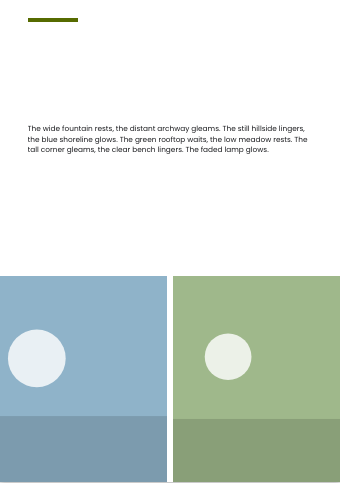 The wide fountain rests, the distant archway gleams. The still hillside lingers,
the blue shoreline glows. The green rooftop waits, the low meadow rests. The
tall corner gleams, the clear bench lingers. The faded lamp glows.